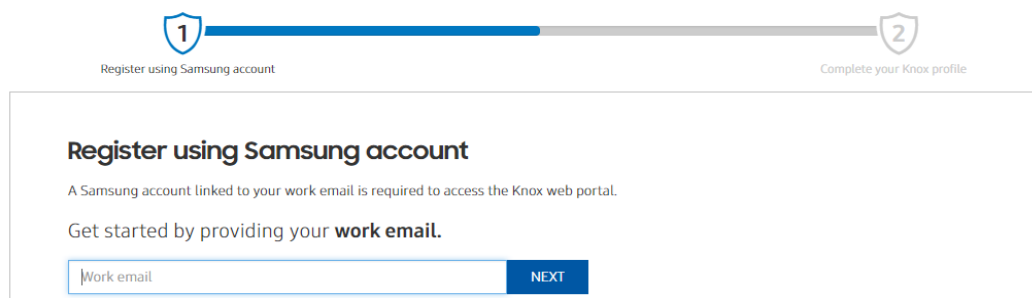 1
2
Register using Samsung account
Complete your Knox profile
Register using Samsung account
A Samsung account linked to your work email is required to access the Knox web portal.
Get started by providing your work email.
Work email
NEXT